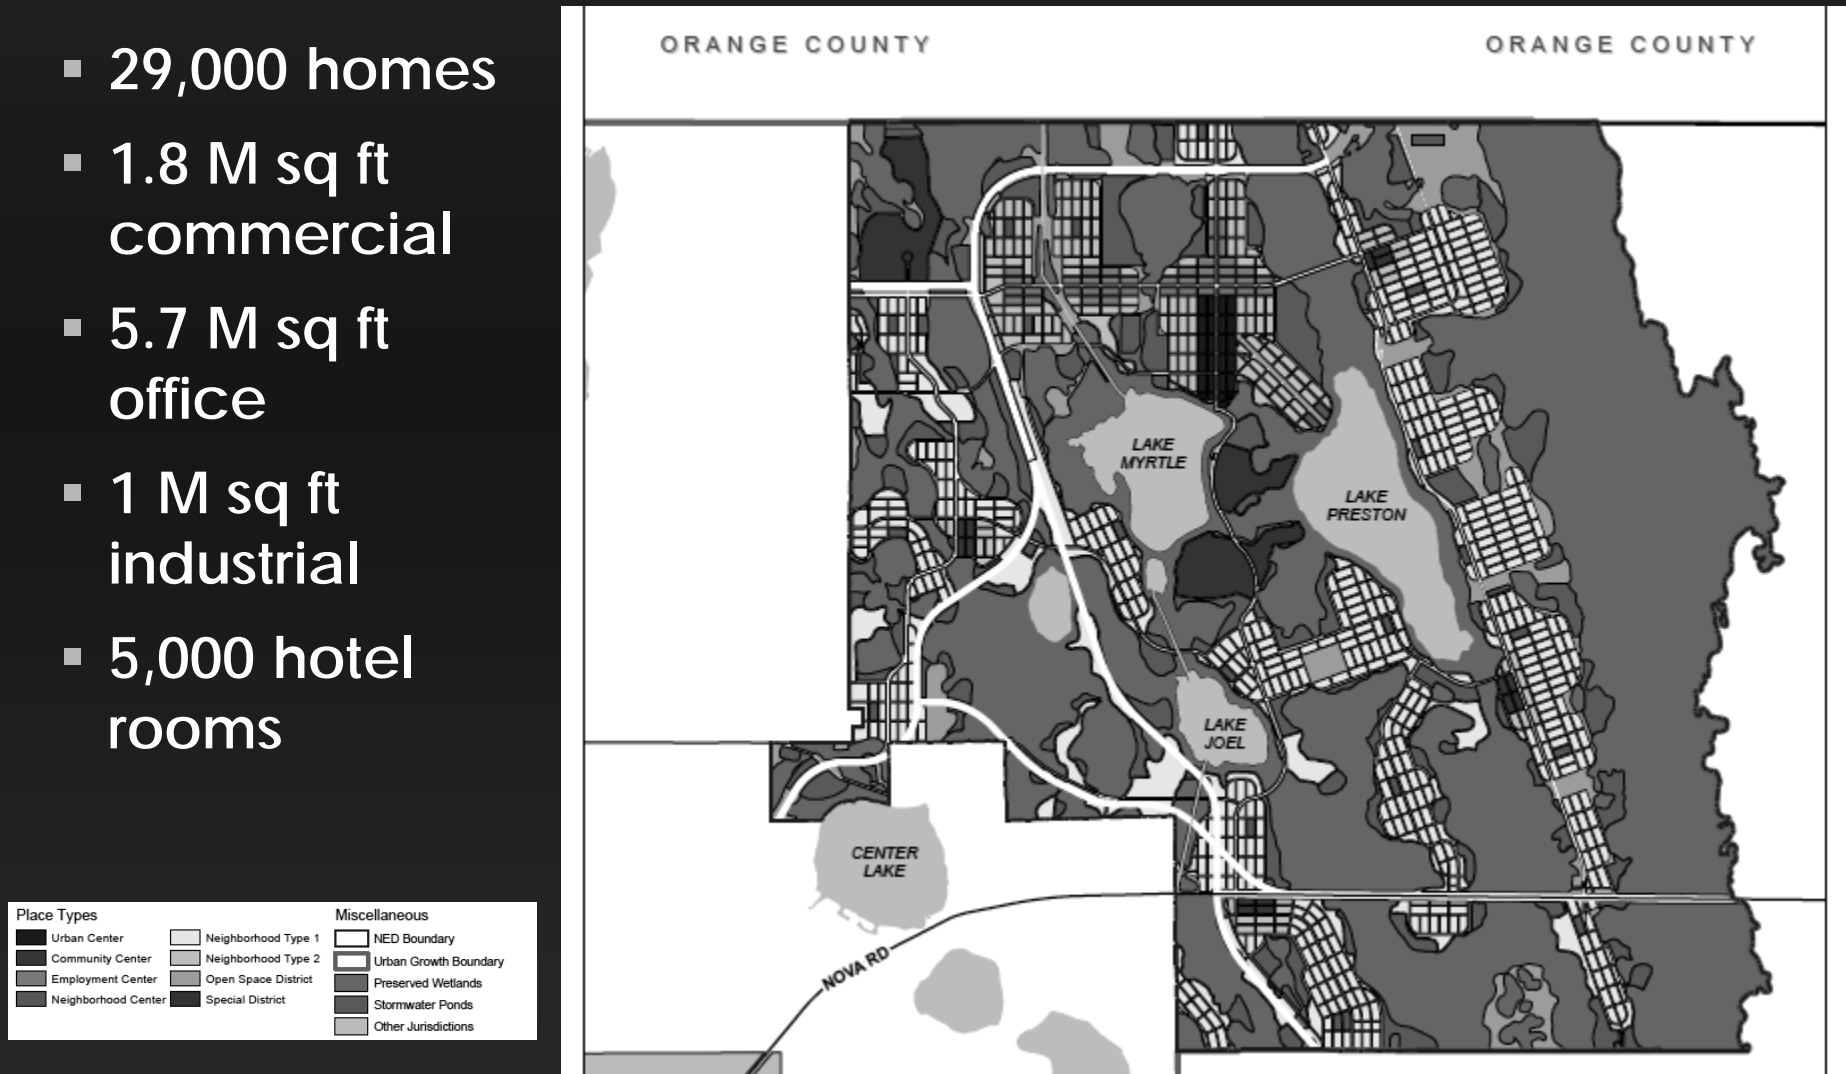 29,000 homes
1.8 M sq ft
commercial
5.7 M sq ft
office
1 M sq ft
industrial
5,000 hotel
rooms
Place Types
Urban Center
Community Center
Employment Center
Neighborhood Center
Neighborhood Type 1
Neighborhood Type 2
Open Space District
Special District
Miscellaneous
NED Boundary
Urban Growth Boundary
Preserved Wetlands
Stormwater Ponds
Other Jurisdictions
ORANGE COUNTY
ORANGE COUNTY
LAKE
MYRTLE
LAKE
PRESTON
LAKE
JOEL
CENTER
LAKE
NOVA RD